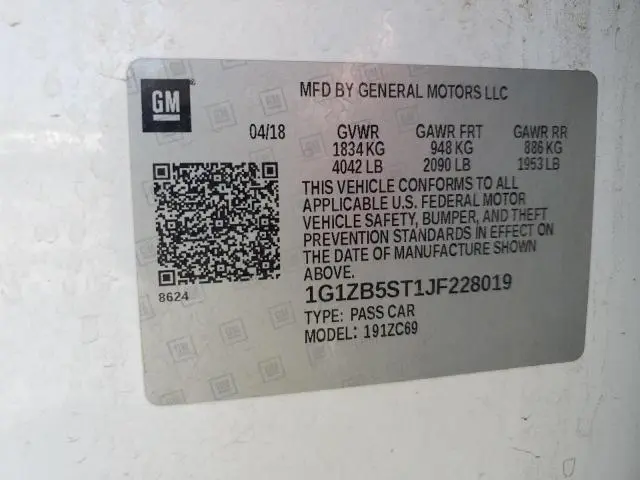 GM
MFD BY GENERAL MOTORS LLC
04/18 GVWR GAWR FRT GAWR RR
1834 KG 948 KG 886 KG
4042 LB 2090 LB 1953 LB
THIS VEHICLE CONFORMS TO ALL
APPLICABLE U.S. FEDERAL MOTOR
VEHICLE SAFETY, BUMPER, AND THEFT
PREVENTION STANDARDS IN EFFECT ON
THE DATE OF MANUFACTURE SHOWN
ABOVE.
8624
1G1ZB5ST1JF228019
TYPE: PASS CAR
MODEL: 191ZC69